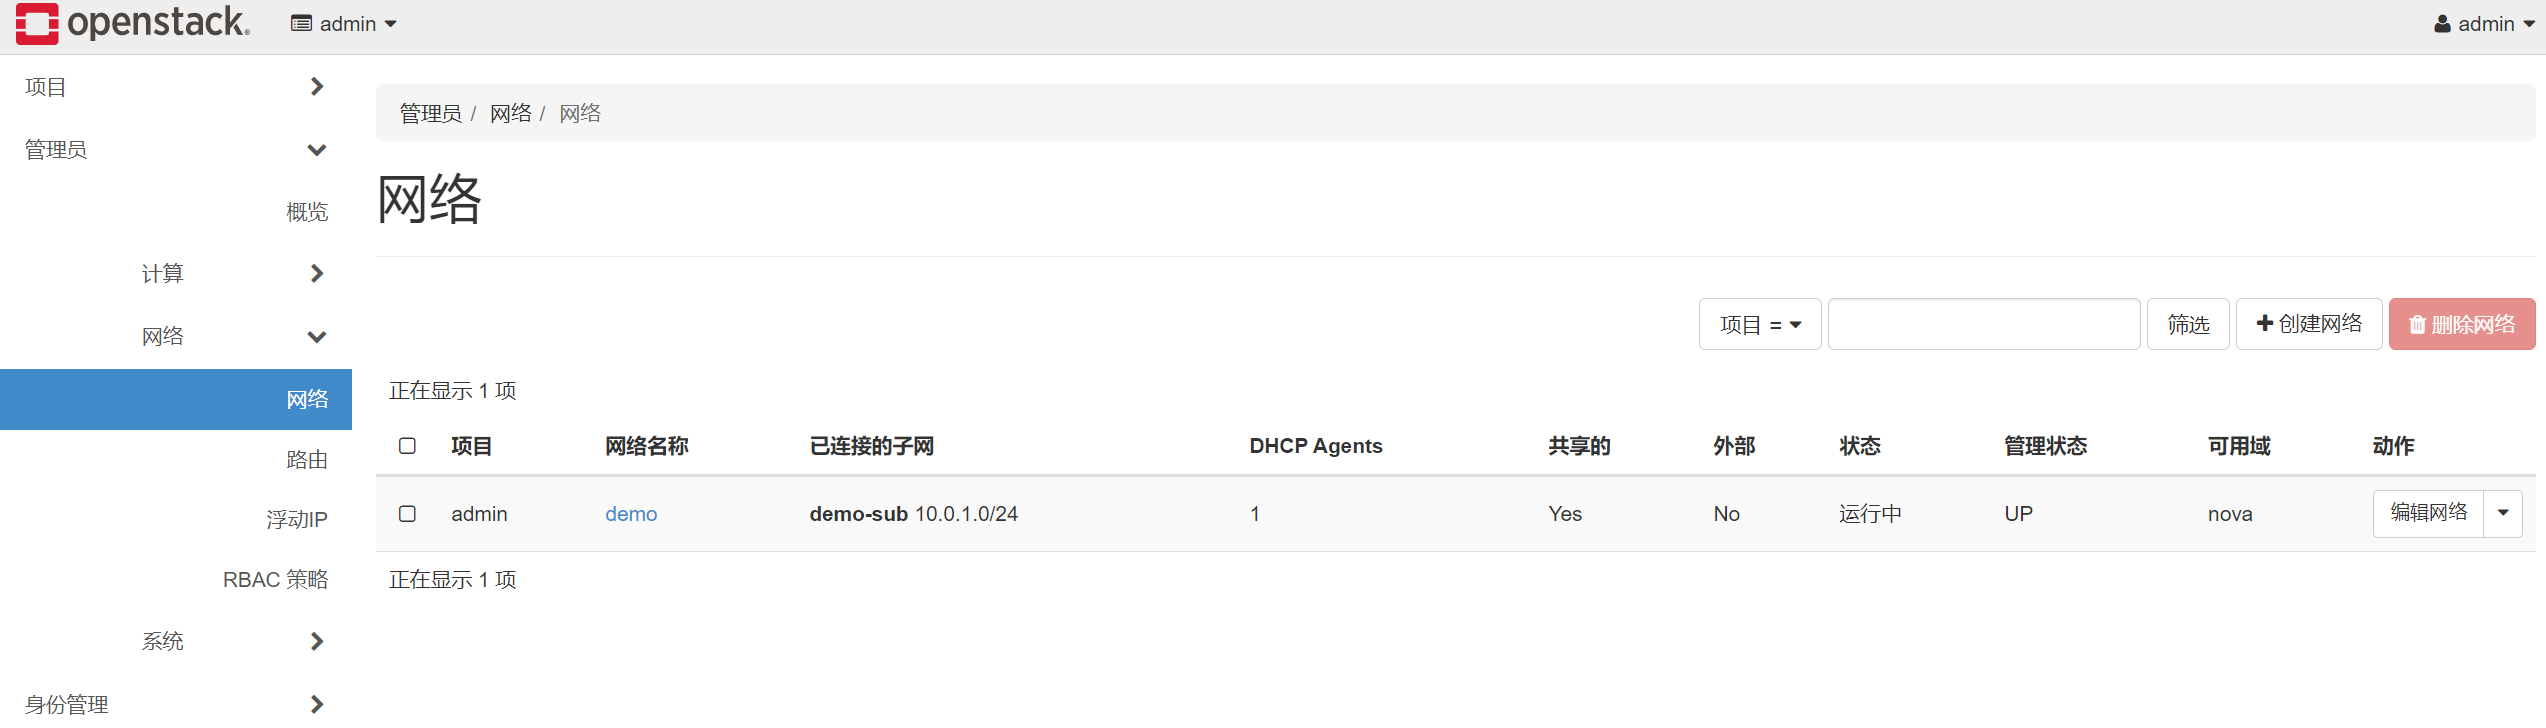 openstack. admin admin
项目
管理员
概览
计算
网络
网络
路由
浮动IP
RBAC 策略
系统
身份管理
管理员 / 网络 / 网络
网络
项目 = 筛选 创建网络 删除网络
正在显示 1 项
项目 网络名称 已连接的子网 DHCP Agents 共享的 外部 状态 管理状态 可用域 动作
admin demo demo-sub 10.0.1.0/24 1 Yes No 运行中 UP nova 编辑网络
正在显示 1 项